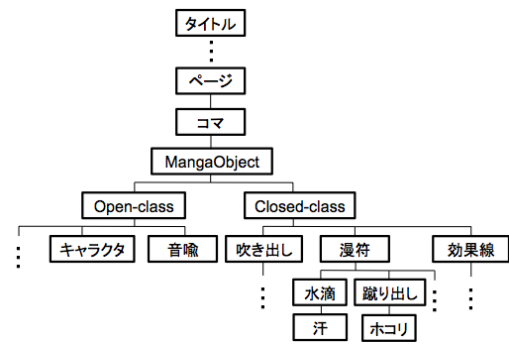 タイトル
ページ
コマ
MangaObject
Open-class
Closed-class
キャラクタ
音喩
吹き出し
漫符
効果線
水滴
蹴り出し
汗
ホコリ